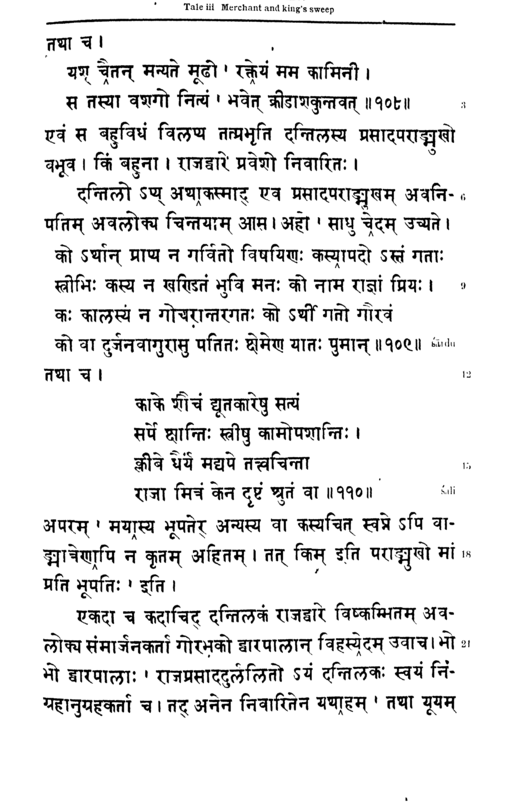 Tale iii Merchant and king's sweep
तथा च ।
यश् चैतन् मन्यते मूढो ' रक्तेयं मम कामिनी ।
स तस्या वशगो नित्यं ' भवेत् क्रीडाशकुन्तवत् ॥१०८॥ 3
एवं स बहुविधं विलप्य तत्प्रभृति दन्तिलस्य प्रसादपराङ्मुखो
बभूव । किं बहुना । राजद्वारे प्रवेशो निवारितः ।
दन्तिलो ऽप्य् अथाकस्माद् एव प्रसादपराङ्मुखम् अवनि- 6
पतिम् अवलोक्य चिन्तयाम् आस । अहो ' साधु चेदम् उच्यते ।
को ऽर्थान् प्राप्य न गर्वितो विषयिणः कस्यापदो ऽस्तं गताः
स्त्रीभिः कस्य न खण्डितं भुवि मनः को नाम राज्ञां प्रियः । 9
कः कालस्य न गोचरान्तरगतः को ऽर्थी गतो गौरवं
को वा दुर्जनवागुरासु पतितः क्षेमेण यातः पुमान् ॥१०९॥ śārdū
तथा च । 12
काके शौचं द्यूतकारेषु सत्यं
सर्पे क्षान्तिः स्त्रीषु कामोपशान्तिः ।
क्लीबे धैर्यं मद्यपे तत्त्वचिन्ता 15
राजा मित्रं केन दृष्टं श्रुतं वा ॥११०॥ śāli
अपरम् ' मयास्य भूपतेर् अन्यस्य वा कस्यचित् स्वप्ने ऽपि वा-
ङ्मात्रेणापि न कृतम् अहितम् । तत् किम् इति पराङ्मुखो मां 18
प्रति भूपतिः ' इति ।
एकदा च कदाचिद् दन्तिलकं राजद्वारे विष्कम्भितम् अव-
लोक्य संमार्जनकर्ता गोरभको द्वारपालान् विहस्येदम् उवाच । भो 21
भो द्वारपालाः ' राजप्रसाददुर्ललितो ऽयं दन्तिलकः स्वयं नि-
ग्रहानुग्रहकर्ता च । तद् अनेन निवारितेन यथाहम् ' तथा यूयम्